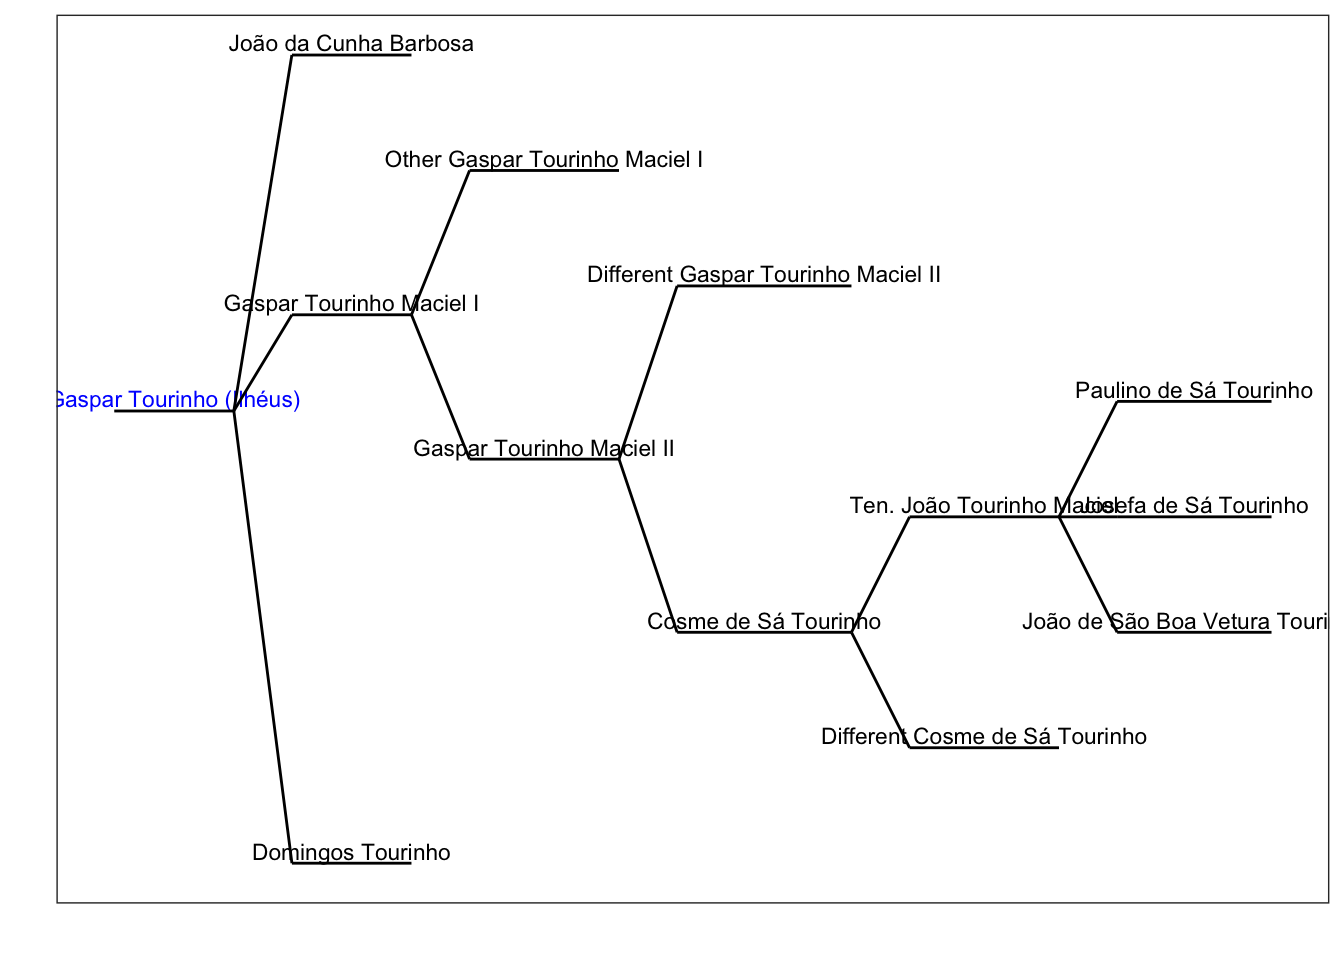 João da Cunha Barbosa
Other Gaspar Tourinho Maciel I
Different Gaspar Tourinho Maciel II
Gaspar Tourinho Maciel I
Paulino de Sá Tourinho
Gaspar Tourinho (Ilhéus)
Gaspar Tourinho Maciel II
Ten. João Tourinho Maciel
Josefa de Sá Tourinho
Cosme de Sá Tourinho
João de São Boa Vetura Touri
Different Cosme de Sá Tourinho
Domingos Tourinho